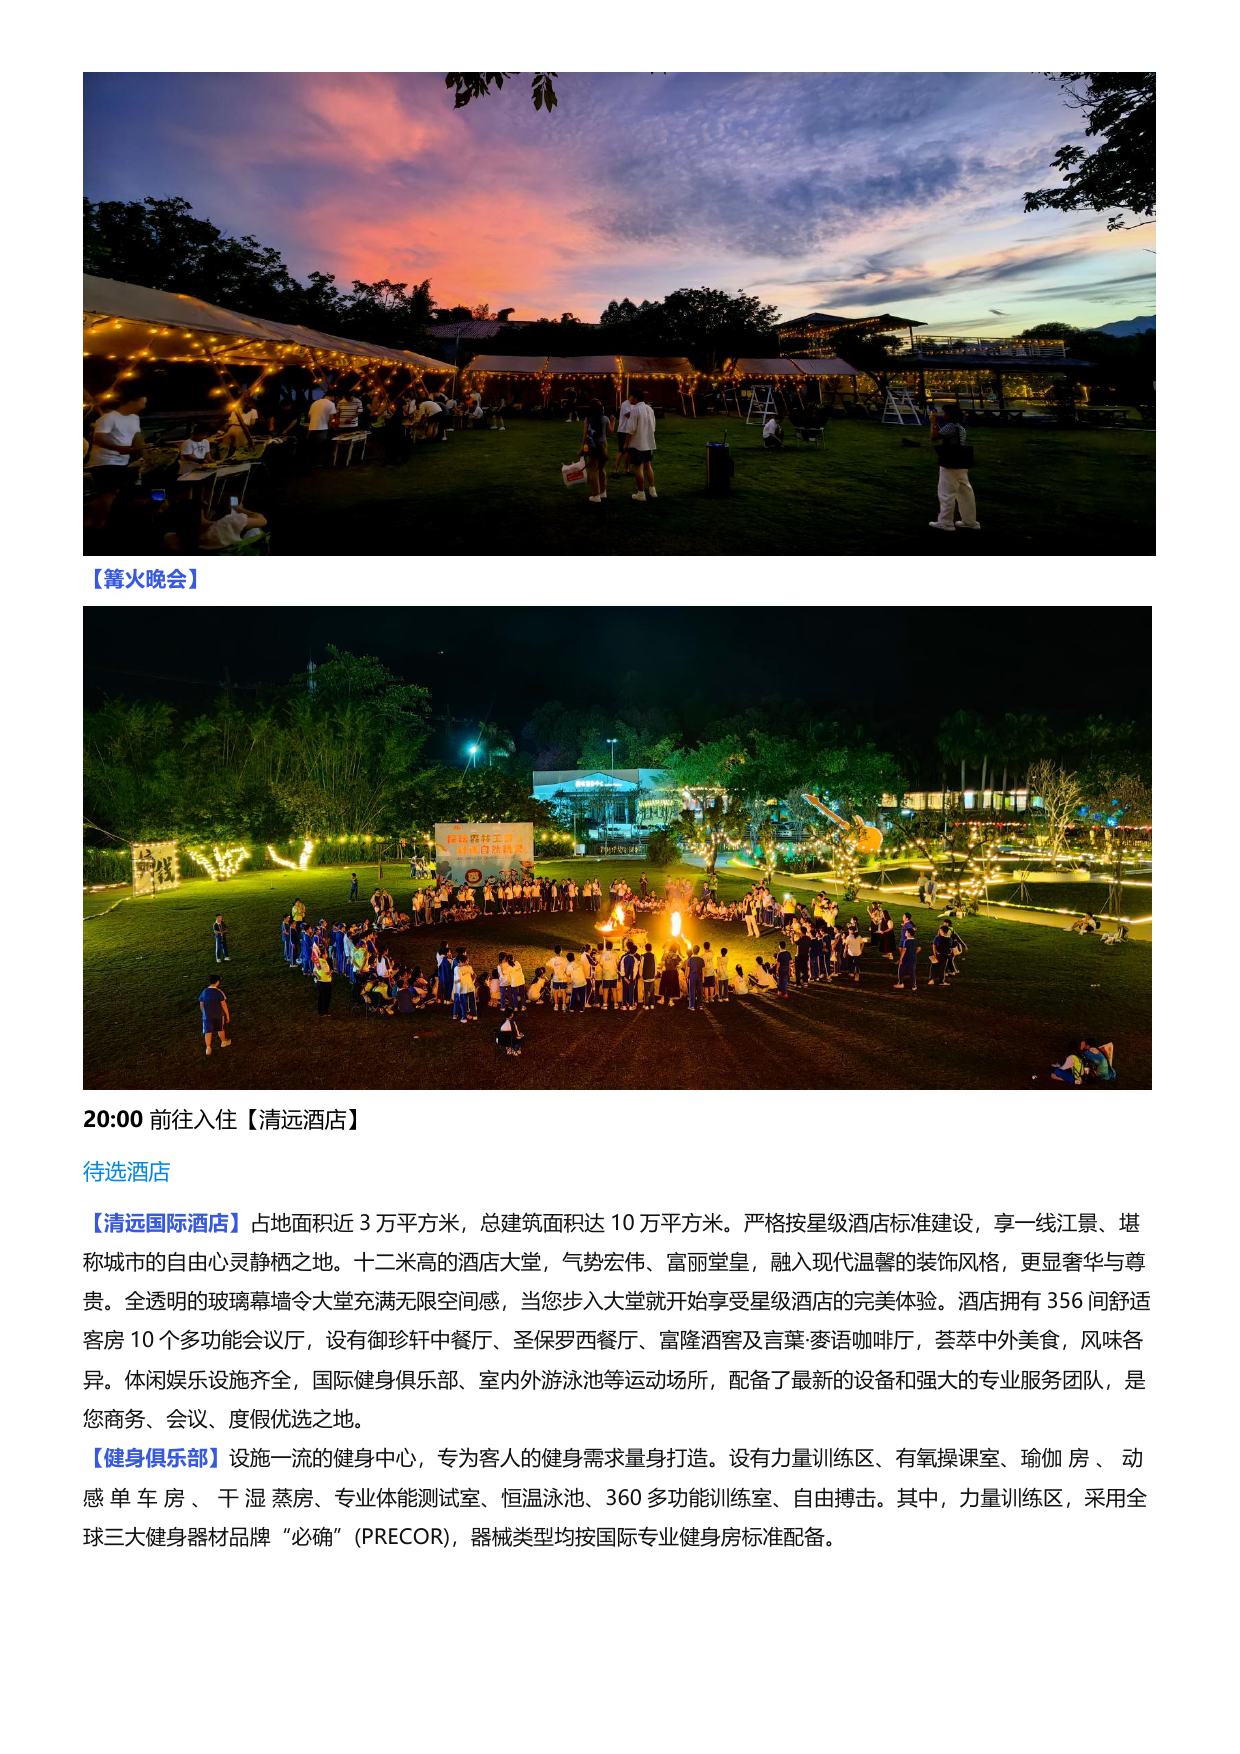 【篝火晚会】
20:00 前往入住【清远酒店】
待选酒店
【清远国际酒店】占地面积近 3 万平方米，总建筑面积达 10 万平方米。严格按星级酒店标准建设，享一线江景、堪
称城市的自由心灵静栖之地。十二米高的酒店大堂，气势宏伟、富丽堂皇，融入现代温馨的装饰风格，更显奢华与尊
贵。全透明的玻璃幕墙令大堂充满无限空间感，当您步入大堂就开始享受星级酒店的完美体验。酒店拥有 356 间舒适
客房 10 个多功能会议厅，设有御珍轩中餐厅、圣保罗西餐厅、富隆酒窖及言葉·麥语咖啡厅，荟萃中外美食，风味各
异。体闲娱乐设施齐全，国际健身俱乐部、室内外游泳池等运动场所，配备了最新的设备和强大的专业服务团队，是
您商务、会议、度假优选之地。
【健身俱乐部】设施一流的健身中心，专为客人的健身需求量身打造。设有力量训练区、有氧操课室、瑜伽 房 、 动
感 单 车 房 、 干 湿 蒸房、专业体能测试室、恒温泳池、360 多功能训练室、自由搏击。其中，力量训练区，采用全
球三大健身器材品牌“必确”(PRECOR)，器械类型均按国际专业健身房标准配备。